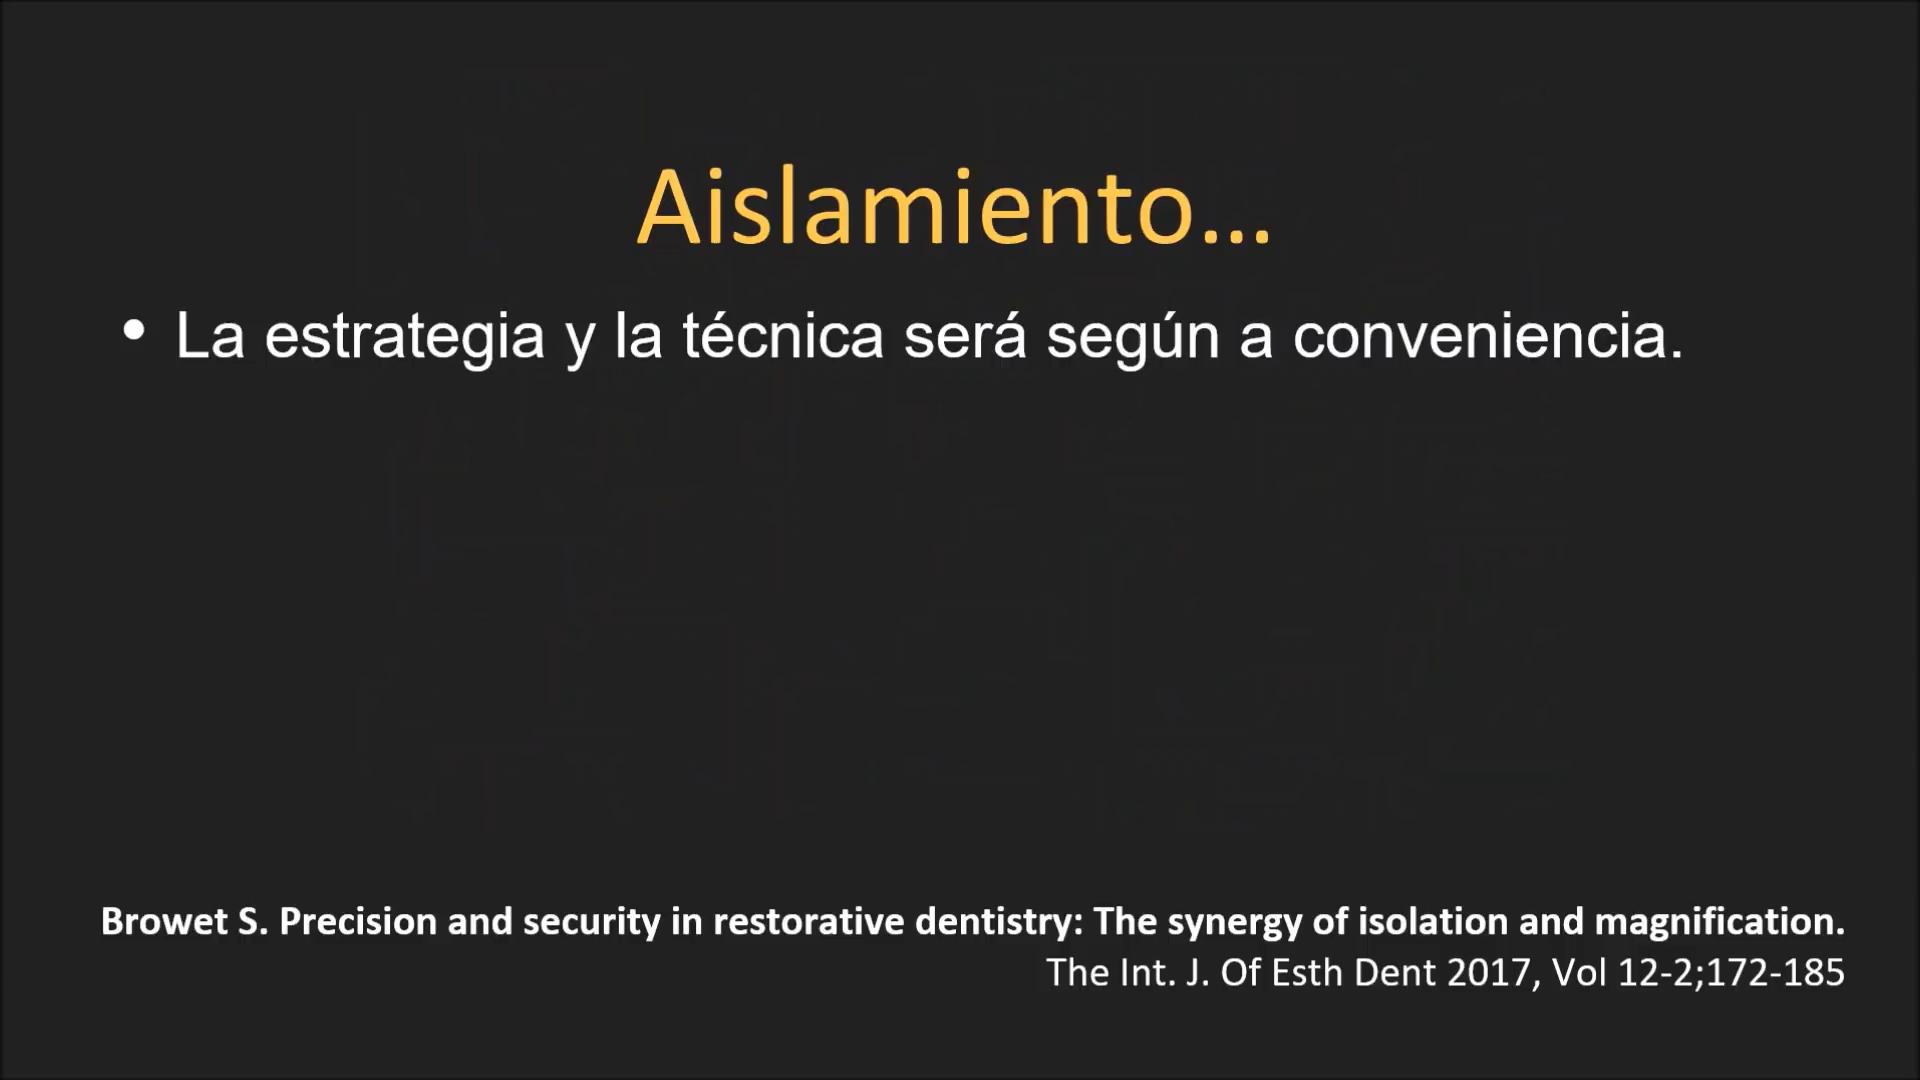 Aislamiento...
• La estrategia y la técnica será según a conveniencia.
Browet S. Precision and security in restorative dentistry: The synergy of isolation and magnification.
The Int. J. Of Esth Dent 2017, Vol 12-2;172-185